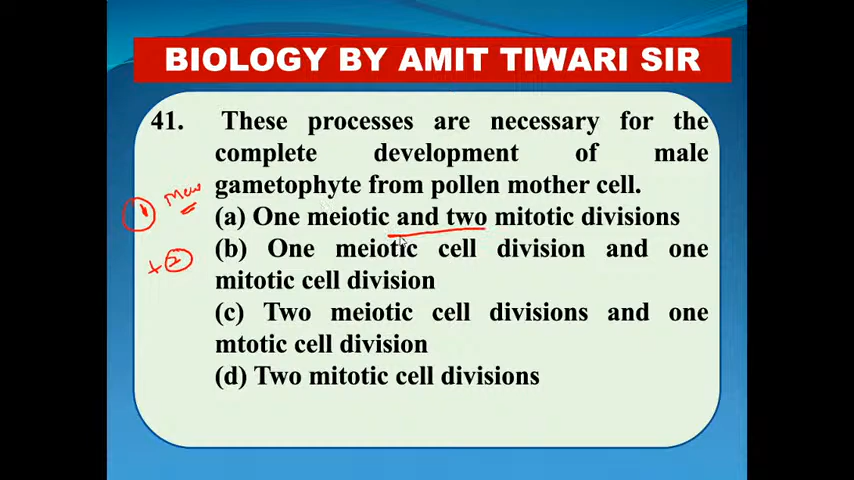 BIOLOGY BY AMIT TIWARI SIR
41. These processes are necessary for the
complete development of male
gametophyte from pollen mother cell.
(a) One meiotic and two mitotic divisions
(b) One meiotic cell division and one
mitotic cell division
(c) Two meiotic cell divisions and one
mtotic cell division
(d) Two mitotic cell divisions